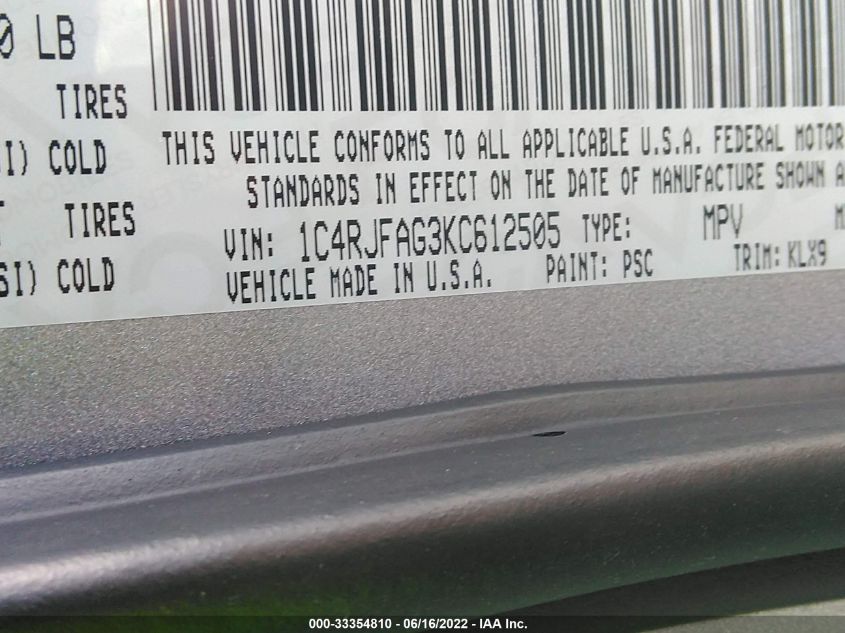 0 LB
TIRES
THIS VEHICLE CONFORMS TO ALL APPLICABLE U.S.A. FEDERAL MOTOR
SI) COLD
STANDARDS IN EFFECT ON THE DATE OF MANUFACTURE SHOWN A
TIRES
VIN: 1C4RJFAG3KC612505 TYPE: MPV M
SI) COLD
VEHICLE MADE IN U.S.A. PAINT: PSC TRIM: KLX9
000-33354810 - 06/16/2022 - IAA Inc.